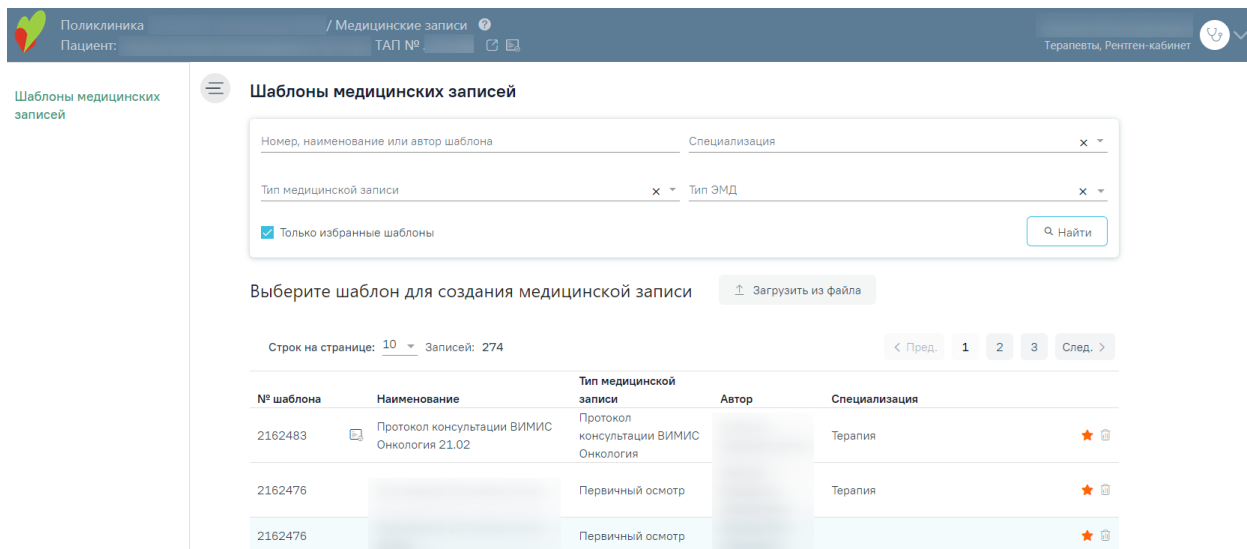 Поликлиника / Медицинские записи ?
Пациент: ТАП №
Терапевты, Рентген-кабинет
Шаблоны медицинских
записей
Шаблоны медицинских записей
Номер, наименование или автор шаблона Специализация
Тип медицинской записи Тип ЭМД
Только избранные шаблоны Найти
Выберите шаблон для создания медицинской записи Загрузить из файла
Строк на странице: 10 Записей: 274 < Пред. 1 2 3 След. >
№ шаблона Наименование Тип медицинской записи Автор Специализация
2162483 Протокол консультации ВИМИС Онкология 21.02 Протокол консультации ВИМИС Онкология Терапия
2162476 Первичный осмотр Терапия
2162476 Первичный осмотр